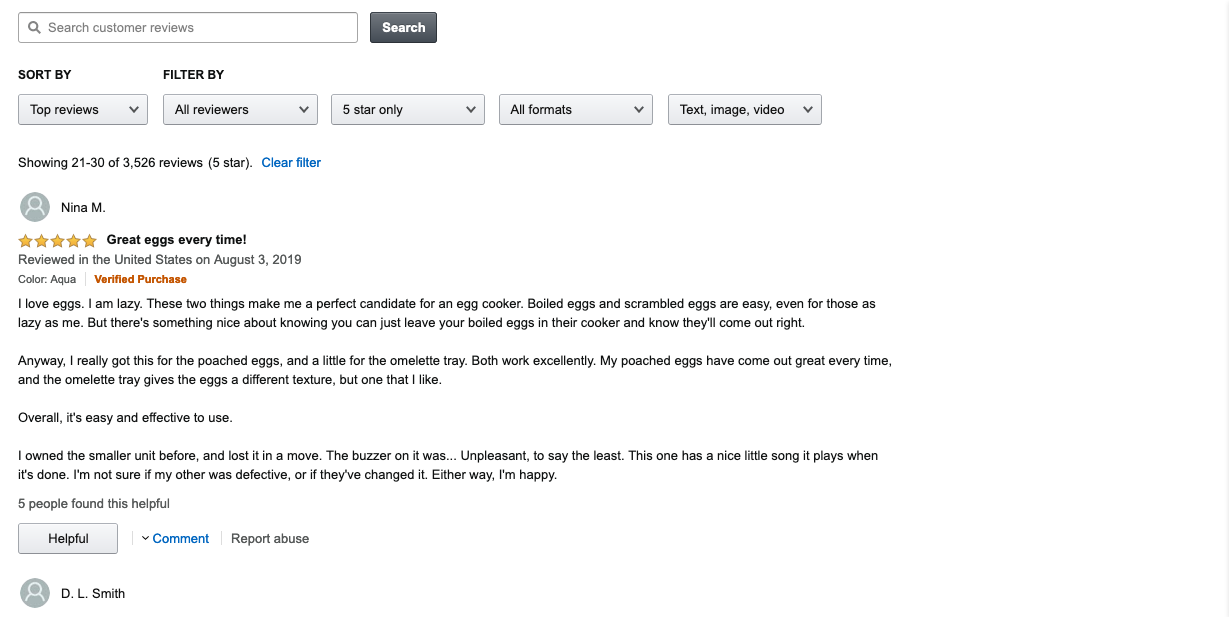 Search customer reviews
Search
SORT BY
FILTER BY
Top reviews
All reviewers
5 star only
All formats
Text, image, video
Showing 21-30 of 3,526 reviews (5 star). Clear filter
Nina M.
Great eggs every time!
Reviewed in the United States on August 3, 2019
Color: Aqua
Verified Purchase
I love eggs. I am lazy. These two things make me a perfect candidate for an egg cooker. Boiled eggs and scrambled eggs are easy, even for those as
lazy as me. But there's something nice about knowing you can just leave your boiled eggs in their cooker and know they'll come out right.
Anyway, I really got this for the poached eggs, and a little for the omelette tray. Both work excellently. My poached eggs have come out great every time,
and the omelette tray gives the eggs a different texture, but one that I like.
Overall, it's easy and effective to use.
I owned the smaller unit before, and lost it in a move. The buzzer on it was... Unpleasant, to say the least. This one has a nice little song it plays when
it's done. I'm not sure if my other was defective, or if they've changed it. Either way, I'm happy.
5 people found this helpful
Helpful
Comment
Report abuse
D. L. Smith